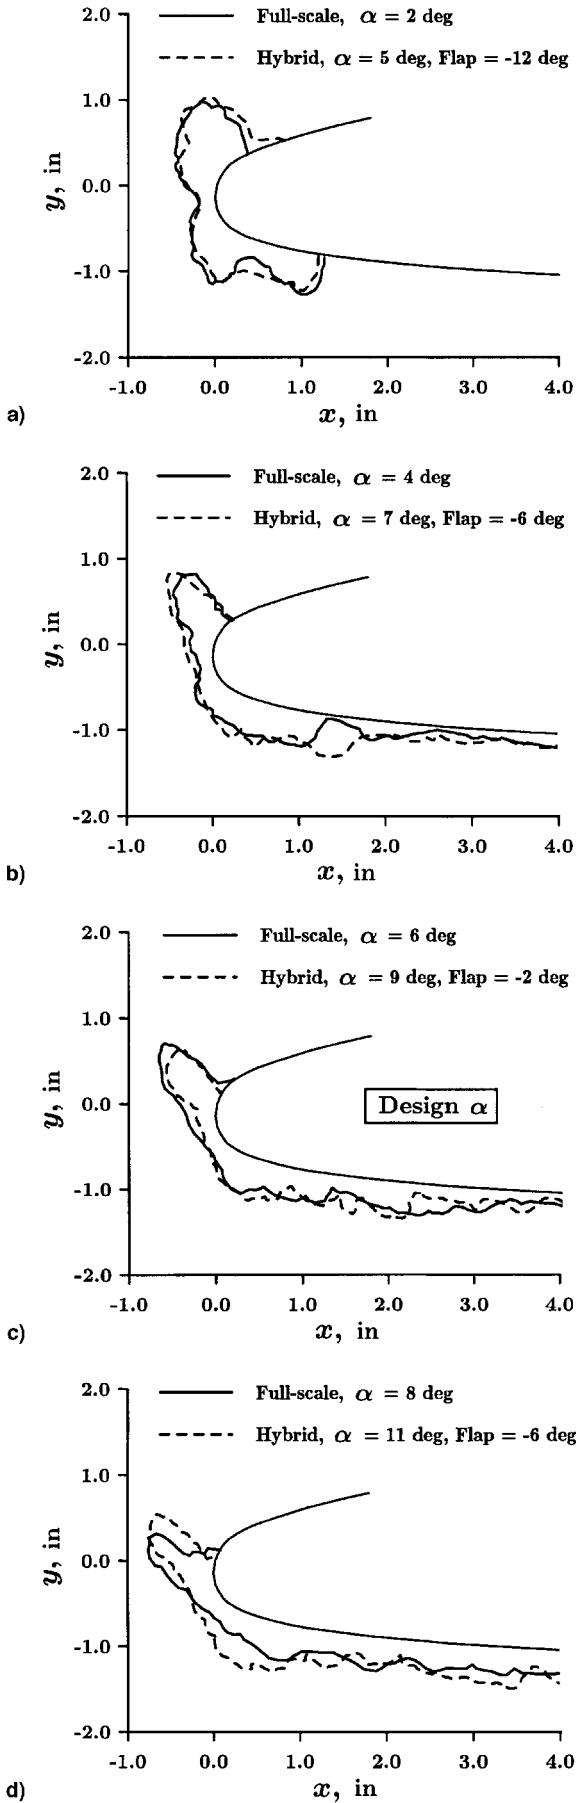 Full-scale, α = 2 deg
Hybrid, α = 5 deg, Flap = -12 deg
2.0
1.0
0.0
-1.0
-2.0
y, in
-1.0 0.0 1.0 2.0 3.0 4.0
x, in
a)
Full-scale, α = 4 deg
Hybrid, α = 7 deg, Flap = -6 deg
2.0
1.0
0.0
-1.0
-2.0
y, in
-1.0 0.0 1.0 2.0 3.0 4.0
x, in
b)
Full-scale, α = 6 deg
Hybrid, α = 9 deg, Flap = -2 deg
2.0
1.0
0.0
-1.0
-2.0
y, in
Design α
-1.0 0.0 1.0 2.0 3.0 4.0
x, in
c)
Full-scale, α = 8 deg
Hybrid, α = 11 deg, Flap = -6 deg
2.0
1.0
0.0
-1.0
-2.0
y, in
-1.0 0.0 1.0 2.0 3.0 4.0
x, in
d)